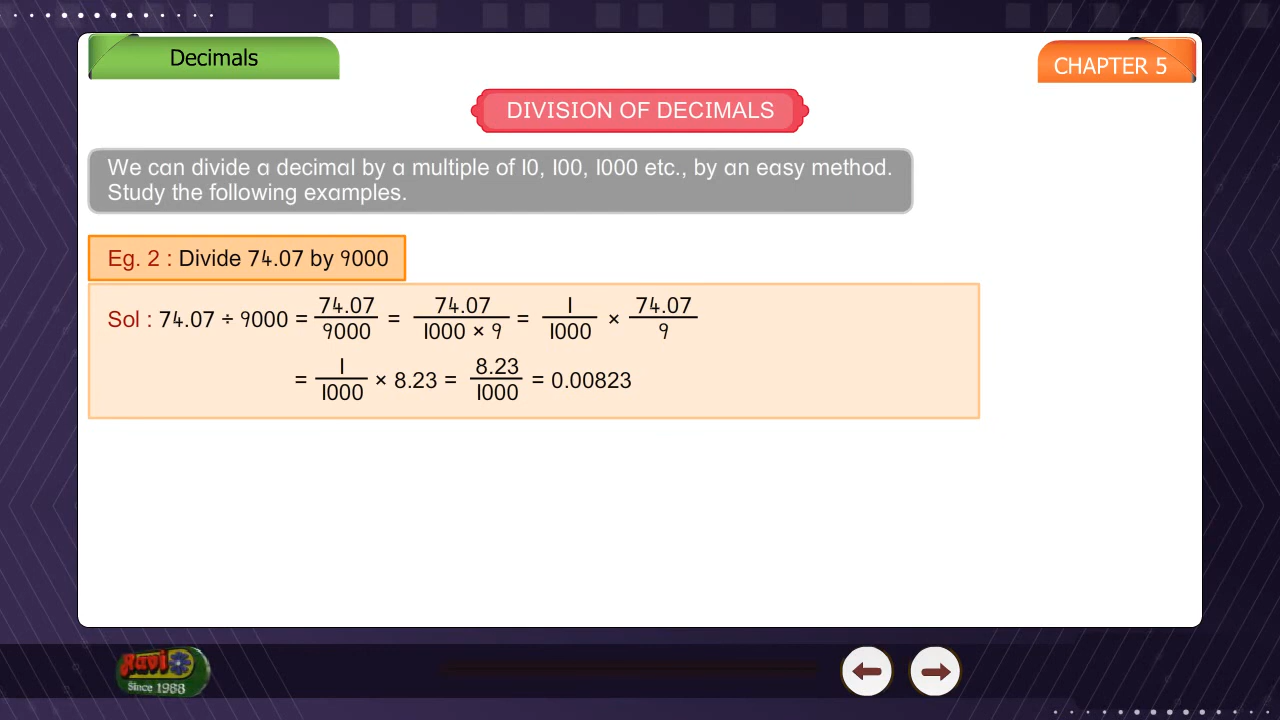 Decimals
CHAPTER 5
DIVISION OF DECIMALS
We can divide a decimal by a multiple of 10, 100, 1000 etc., by an easy method.
Study the following examples.
Eg. 2 : Divide 74.07 by 9000
Sol : 74.07 ÷ 9000 = 74.07/9000 = 74.07/(1000 × 9) = 1/1000 × 74.07/9
= 1/1000 × 8.23 = 8.23/1000 = 0.00823
Ravi
Since 1988